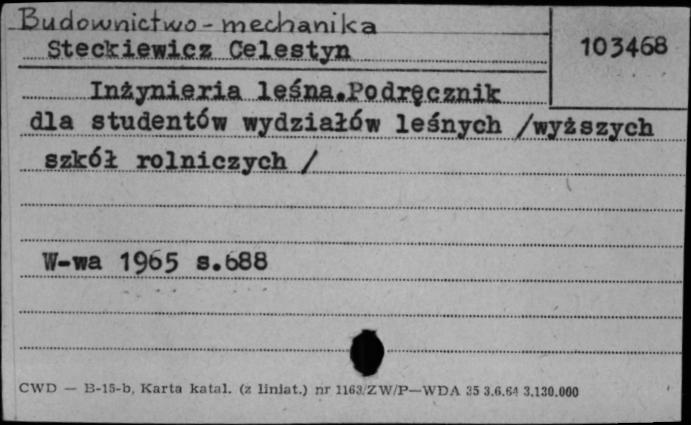 Budownictwo - mechanika
Steckiewicz Celestyn
103468
Inżynieria leśna.Podręcznik
dla studentów wydziałów leśnych /wyższych
szkół rolniczych /
W-wa 1965 s.688
CWD — B-15-b, Karta katal. (z liniat.) nr 1163/ZW/P—WDA 35 3.6.64 3.130.000